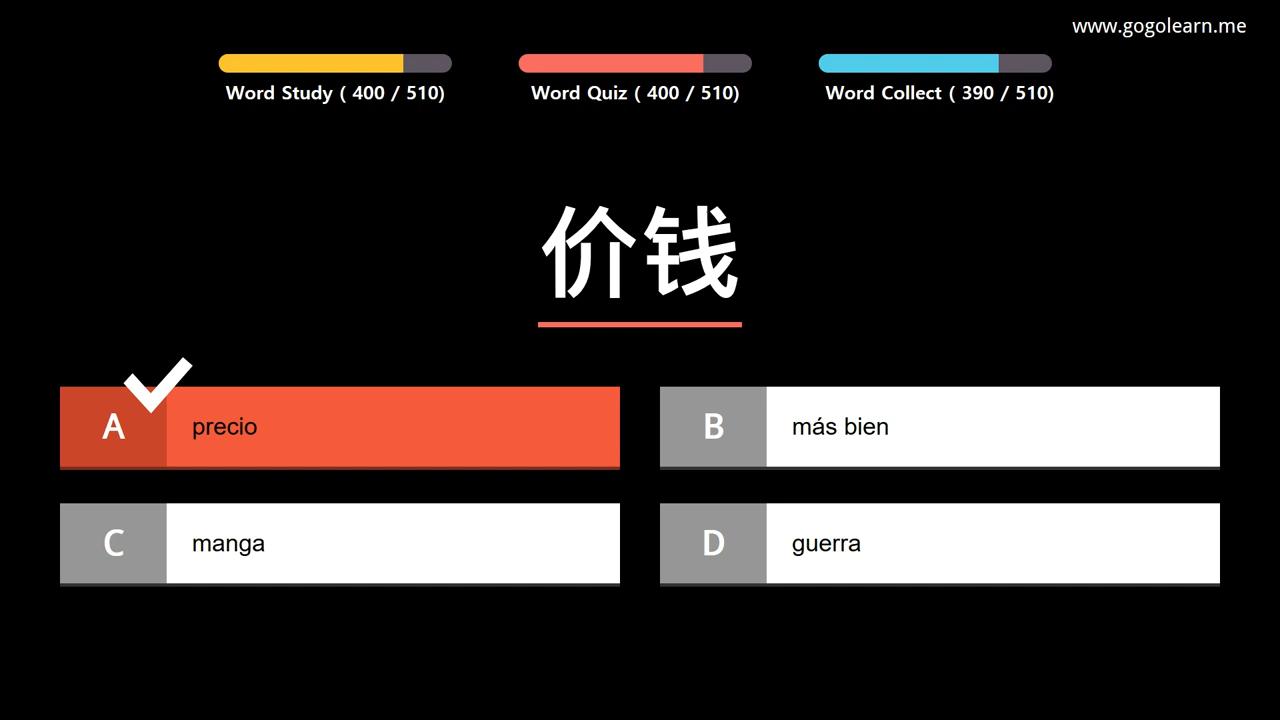 www.gogolearn.me
Word Study ( 400 / 510)
Word Quiz ( 400 / 510)
Word Collect ( 390 / 510)
价钱
A precio
B más bien
C manga
D guerra